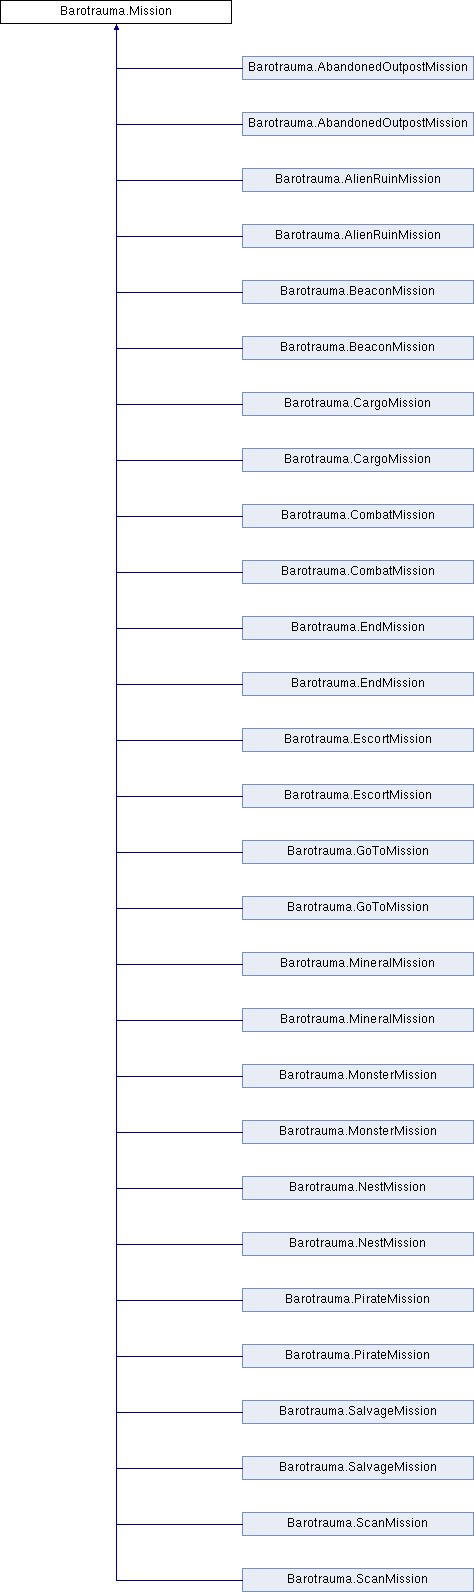 Barotrauma.Mission
Barotrauma.AbandonedOutpostMission
Barotrauma.AbandonedOutpostMission
Barotrauma.AlienRuinMission
Barotrauma.AlienRuinMission
Barotrauma.BeaconMission
Barotrauma.BeaconMission
Barotrauma.CargoMission
Barotrauma.CargoMission
Barotrauma.CombatMission
Barotrauma.CombatMission
Barotrauma.EndMission
Barotrauma.EndMission
Barotrauma.EscortMission
Barotrauma.EscortMission
Barotrauma.GoToMission
Barotrauma.GoToMission
Barotrauma.MineralMission
Barotrauma.MineralMission
Barotrauma.MonsterMission
Barotrauma.MonsterMission
Barotrauma.NestMission
Barotrauma.NestMission
Barotrauma.PirateMission
Barotrauma.PirateMission
Barotrauma.SalvageMission
Barotrauma.SalvageMission
Barotrauma.ScanMission
Barotrauma.ScanMission